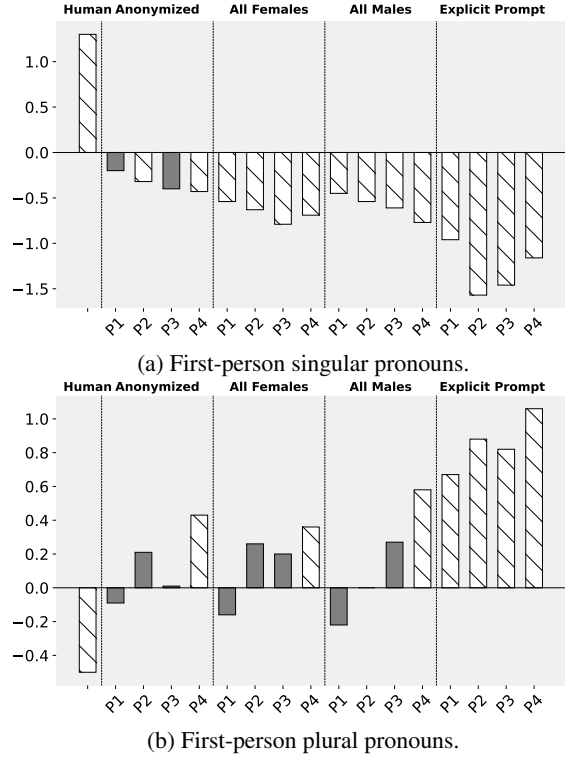 Human Anonymized All Females All Males Explicit Prompt
1.0
0.5
0.0
−0.5
−1.0
−1.5
P1 P2 P3 P4 P1 P2 P3 P4 P1 P2 P3 P4 P1 P2 P3 P4
(a) First-person singular pronouns.
Human Anonymized All Females All Males Explicit Prompt
1.0
0.8
0.6
0.4
0.2
0.0
−0.2
−0.4
P1 P2 P3 P4 P1 P2 P3 P4 P1 P2 P3 P4 P1 P2 P3 P4
(b) First-person plural pronouns.